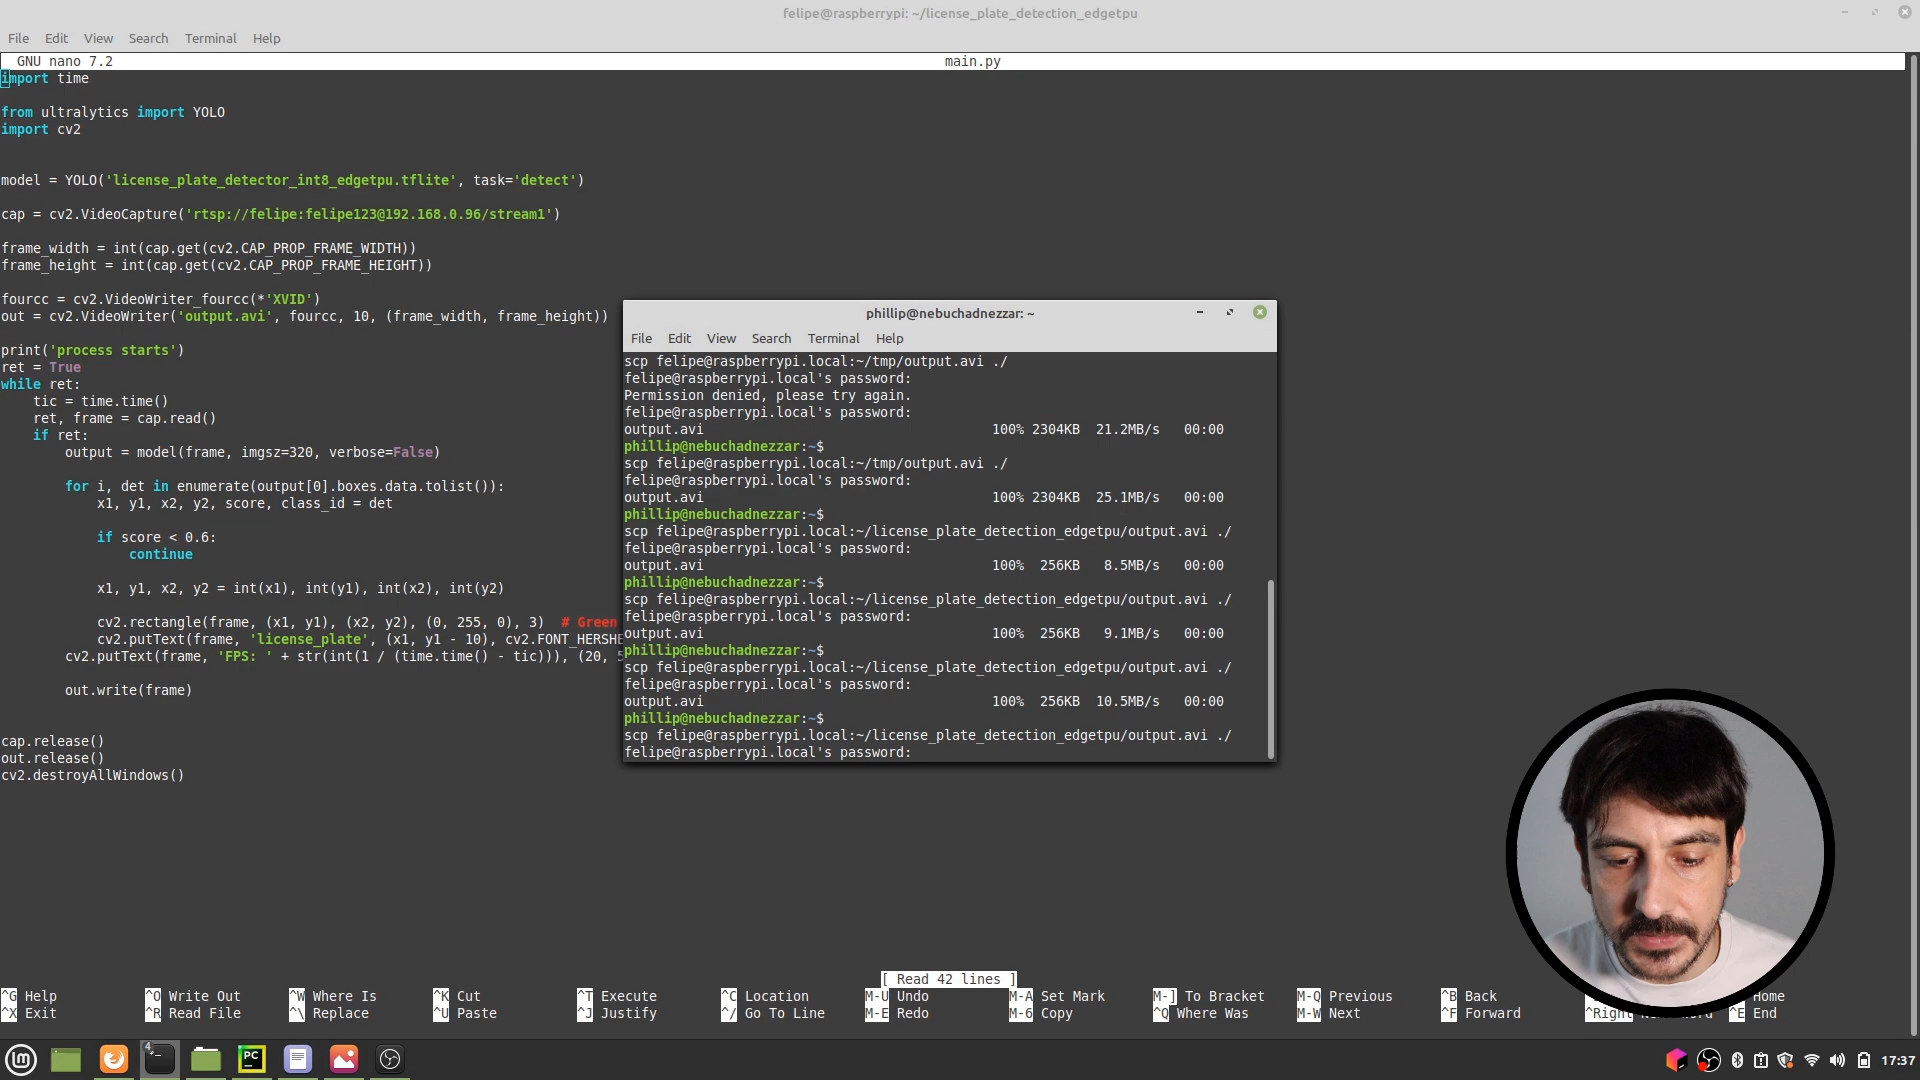 felipe@raspberrypi: ~/license_plate_detection_edgetpu
File Edit View Search Terminal Help
GNU nano 7.2 main.py
import time
from ultralytics import YOLO
import cv2
model = YOLO('license_plate_detector_int8_edgetpu.tflite', task='detect')
cap = cv2.VideoCapture('rtsp://felipe:felipe123@192.168.0.96/stream1')
frame_width = int(cap.get(cv2.CAP_PROP_FRAME_WIDTH))
frame_height = int(cap.get(cv2.CAP_PROP_FRAME_HEIGHT))
fourcc = cv2.VideoWriter_fourcc(*'XVID')
out = cv2.VideoWriter('output.avi', fourcc, 10, (frame_width, frame_height))
print('process starts')
ret = True
while ret:
tic = time.time()
ret, frame = cap.read()
if ret:
output = model(frame, imgsz=320, verbose=False)
for i, det in enumerate(output[0].boxes.data.tolist()):
x1, y1, x2, y2, score, class_id = det
if score < 0.6:
continue
x1, y1, x2, y2 = int(x1), int(y1), int(x2), int(y2)
cv2.rectangle(frame, (x1, y1), (x2, y2), (0, 255, 0), 3)  # Green
cv2.putText(frame, 'license_plate', (x1, y1 - 10), cv2.FONT_HERSHE
cv2.putText(frame, 'FPS: ' + str(int(1 / (time.time() - tic))), (20,
out.write(frame)
cap.release()
out.release()
cv2.destroyAllWindows()
phillip@nebuchadnezzar: ~
File Edit View Search Terminal Help
scp felipe@raspberrypi.local:~/tmp/output.avi ./
felipe@raspberrypi.local's password:
Permission denied, please try again.
felipe@raspberrypi.local's password:
output.avi 100% 2304KB 21.2MB/s 00:00
phillip@nebuchadnezzar:~$
scp felipe@raspberrypi.local:~/tmp/output.avi ./
felipe@raspberrypi.local's password:
output.avi 100% 2304KB 25.1MB/s 00:00
phillip@nebuchadnezzar:~$
scp felipe@raspberrypi.local:~/license_plate_detection_edgetpu/output.avi ./
felipe@raspberrypi.local's password:
output.avi 100% 256KB 8.5MB/s 00:00
phillip@nebuchadnezzar:~$
scp felipe@raspberrypi.local:~/license_plate_detection_edgetpu/output.avi ./
felipe@raspberrypi.local's password:
output.avi 100% 256KB 9.1MB/s 00:00
phillip@nebuchadnezzar:~$
scp felipe@raspberrypi.local:~/license_plate_detection_edgetpu/output.avi ./
felipe@raspberrypi.local's password:
output.avi 100% 256KB 10.5MB/s 00:00
phillip@nebuchadnezzar:~$
scp felipe@raspberrypi.local:~/license_plate_detection_edgetpu/output.avi ./
felipe@raspberrypi.local's password:
[ Read 42 lines ]
^G Help ^O Write Out ^W Where Is ^K Cut ^T Execute ^C Location M-U Undo M-A Set Mark M-] To Bracket M-Q Previous ^B Back Home
^X Exit ^R Read File ^\ Replace ^U Paste ^J Justify ^/ Go To Line M-E Redo M-6 Copy ^Q Where Was M-W Next ^F Forward ^Right ^E End
4
PC
17:37